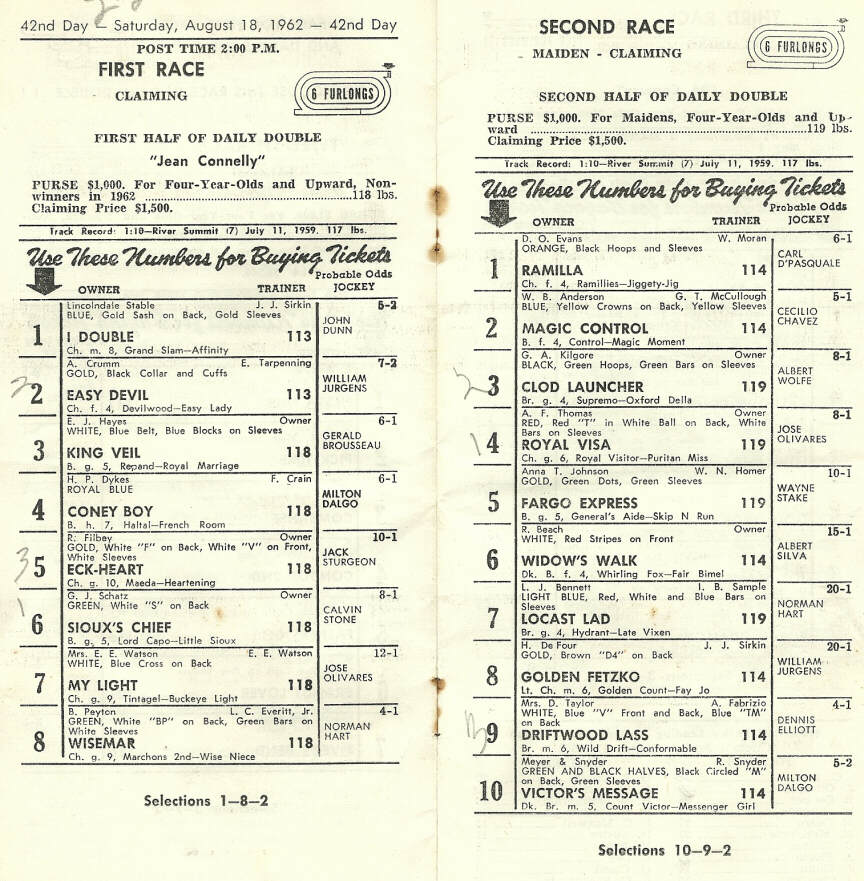 42nd Day — Saturday, August 18, 1962 — 42nd Day
POST TIME 2:00 P.M.
FIRST RACE
CLAIMING
6 FURLONGS
FIRST HALF OF DAILY DOUBLE
"Jean Connelly"
PURSE $1,000. For Four-Year-Olds and Upward, Non-
winners in 1962 ...118 lbs.
Claiming Price $1,500.
Track Record: 1:10—River Summit (7) July 11, 1959. 117 lbs.
Use These Numbers for Buying Tickets
Probable Odds
OWNER TRAINER JOCKEY
Lincolndale Stable J. J. Sirkin 5-2
BLUE, Gold Sash on Back, Gold Sleeves
1 I DOUBLE 113 JOHN DUNN
Ch. m. 8, Grand Slam—Affinity
A. Crumm E. Tarpenning 7-2
GOLD, Black Collar and Cuffs
2 2 EASY DEVIL 113 WILLIAM JURGENS
Ch. f. 4, Devilwood—Easy Lady
E. J. Hayes Owner 6-1
WHITE, Blue Belt, Blue Blocks on Sleeves
3 KING VEIL 118 GERALD BROUSSEAU
B. g. 5, Repand—Royal Marriage
H. P. Dykes F. Crain 6-1
ROYAL BLUE
4 CONEY BOY 118 MILTON DALGO
B. h. 7, Haltal—French Room
R. Filbey Owner 10-1
GOLD, White "F" on Back, White "V" on Front,
White Sleeves
3 5 ECK-HEART 118 JACK STURGEON
Ch. g. 10, Maeda—Heartening
G. J. Schatz Owner 8-1
GREEN, White "S" on Back
1 6 SIOUX'S CHIEF 118 CALVIN STONE
B. g. 5, Lord Capo—Little Sioux
Mrs. E. E. Watson E. E. Watson 12-1
WHITE, Blue Cross on Back
7 MY LIGHT 118 JOSE OLIVARES
Ch. g. 9, Tintagel—Buckeye Light
B. Peyton L. C. Everitt, Jr. 4-1
GREEN, White "BP" on Back, Green Bars on
White Sleeves
8 WISEMAR 118 NORMAN HART
Ch. g. 9, Marchons 2nd—Wise Niece
Selections 1—8—2
SECOND RACE
MAIDEN - CLAIMING
6 FURLONGS
SECOND HALF OF DAILY DOUBLE
PURSE $1,000. For Maidens, Four-Year-Olds and Up-
ward ...119 lbs.
Claiming Price $1,500.
Track Record: 1:10—River Summit (7) July 11, 1959. 117 lbs.
Use These Numbers for Buying Tickets
Probable Odds
OWNER TRAINER JOCKEY
D. O. Evans W. Moran 6-1
ORANGE, Black Hoops and Sleeves
1 RAMILLA 114 CARL D'PASQUALE
Ch. f. 4, Ramillies—Jiggety-Jig
W. B. Anderson G. T. McCullough 5-1
BLUE, Yellow Crowns on Back, Yellow Sleeves
2 MAGIC CONTROL 114 CECILIO CHAVEZ
B. f. 4, Control—Magic Moment
G. A. Kilgore Owner 8-1
BLACK, Green Hoops, Green Bars on Sleeves
2 3 CLOD LAUNCHER 119 ALBERT WOLFE
Br. g. 4, Supremo—Oxford Della
A. F. Thomas Owner 8-1
RED, Red "T" in White Ball on Back, White
Bars on Sleeves
1 4 ROYAL VISA 119 JOSE OLIVARES
Ch. g. 6, Royal Visitor—Puritan Miss
Anna T. Johnson W. N. Homer 10-1
GOLD, Green Dots, Green Sleeves
5 FARGO EXPRESS 119 WAYNE STAKE
B. g. 5, General's Aide—Skip N Run
R. Beach Owner 15-1
WHITE, Red Stripes on Front
6 WIDOW'S WALK 114 ALBERT SILVA
Dk. B. f. 4, Whirling Fox—Fair Bimel
L. J. Bennett I. B. Sample 20-1
LIGHT BLUE, Red, White and Blue Bars on
Sleeves
7 LOCAST LAD 119 NORMAN HART
Br. g. 4, Hydrant—Late Vixen
H. De Four J. J. Sirkin 20-1
GOLD, Brown "D4" on Back
8 GOLDEN FETZKO 114 WILLIAM JURGENS
Lt. Ch. m. 6, Golden Count—Fay Jo
Mrs. D. Taylor A. Fabrizio 4-1
WHITE, Blue "V" Front and Back, Blue "TM"
on Back
9 DRIFTWOOD LASS 114 DENNIS ELLIOTT
Br. m. 6, Wild Drift—Conformable
Meyer & Snyder R. Snyder 5-2
GREEN AND BLACK HALVES, Black Circled "M"
on Back, Green Sleeves
10 VICTOR'S MESSAGE 114 MILTON DALGO
Dk. Br. m. 5, Count Victor—Messenger Girl
Selections 10—9—2